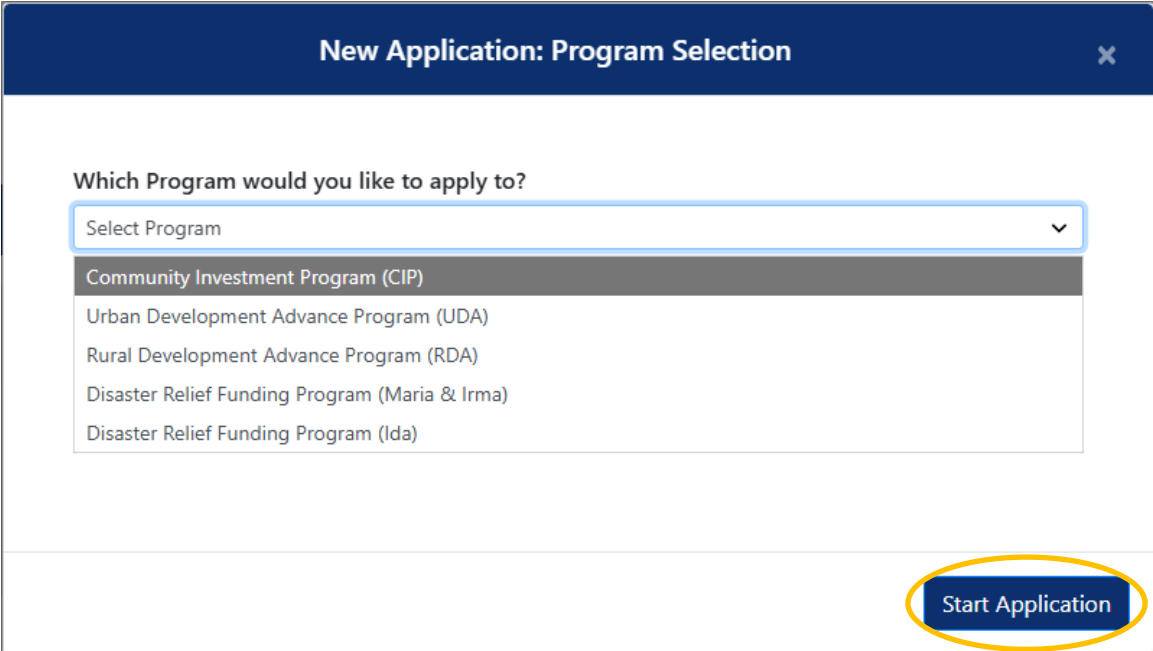 New Application: Program Selection
×
Which Program would you like to apply to?
Select Program
Community Investment Program (CIP)
Urban Development Advance Program (UDA)
Rural Development Advance Program (RDA)
Disaster Relief Funding Program (Maria & Irma)
Disaster Relief Funding Program (Ida)
Start Application